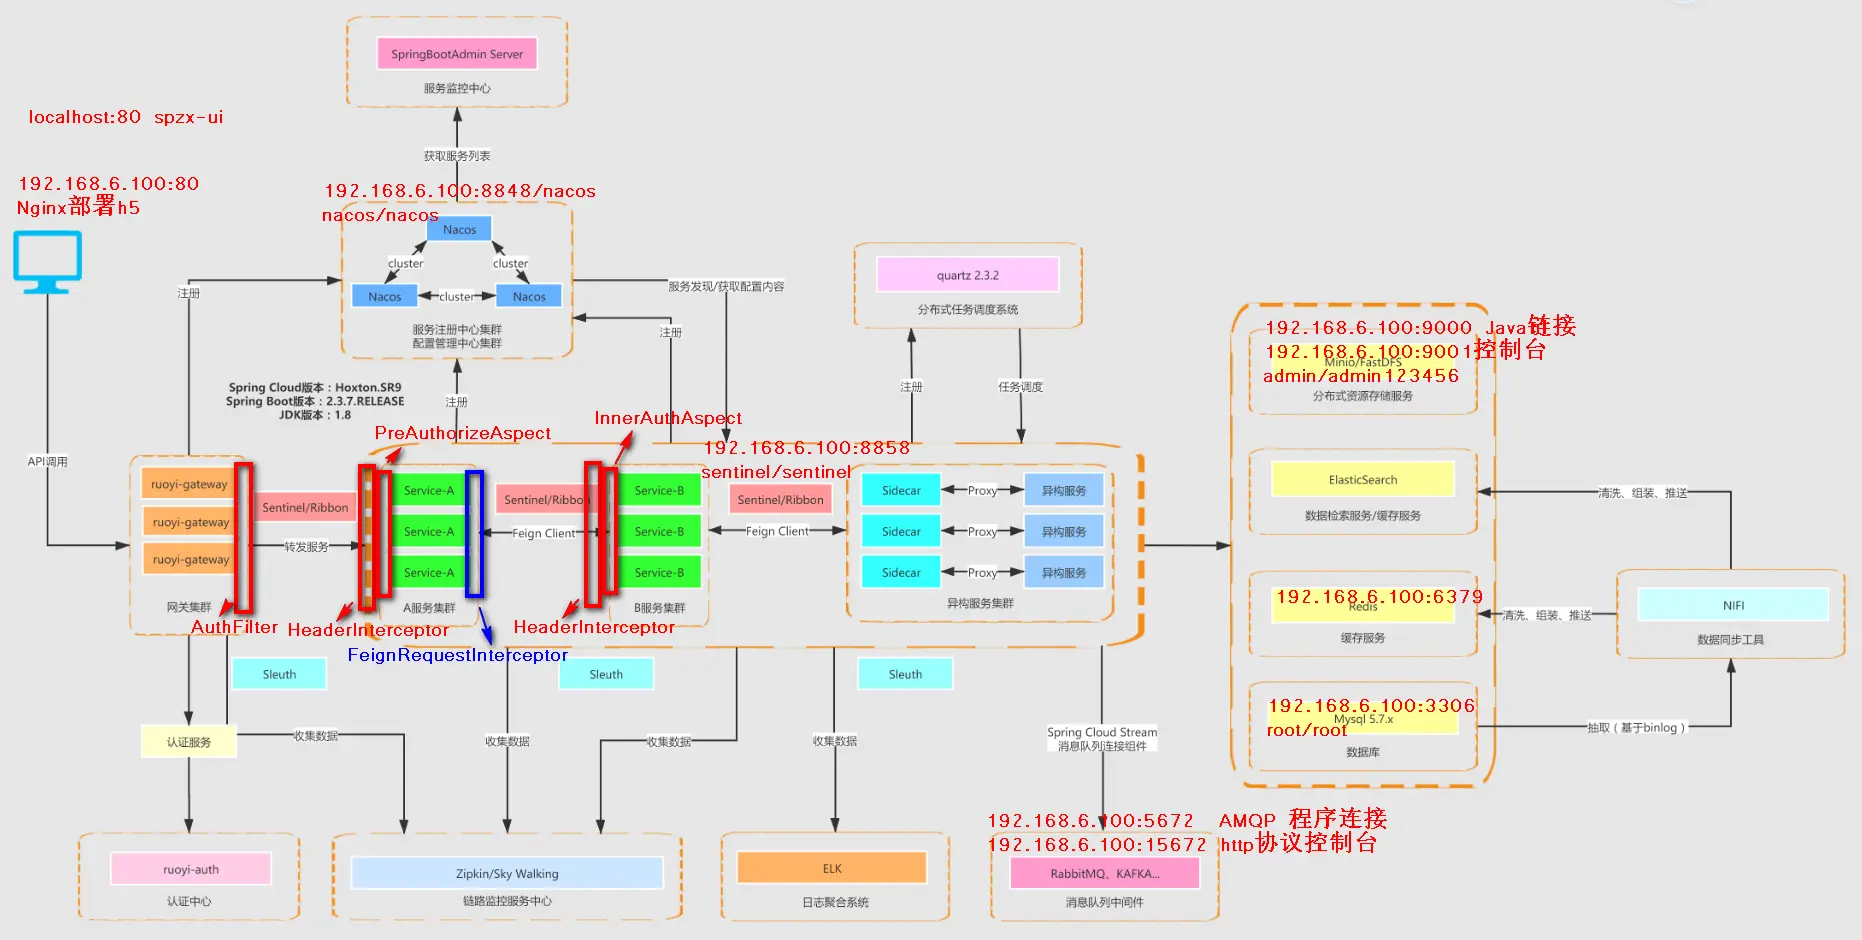 SpringBootAdmin Server
服务监控中心
localhost:80 spzx-ui
获取服务列表
192.168.6.100:80
Nginx部署h5
192.168.6.100:8848/nacos
nacos/nacos
Nacos
cluster
cluster
Nacos
cluster
Nacos
服务注册中心集群
配置管理中心集群
注册
服务发现/获取配置内容
注册
quartz 2.3.2
分布式任务调度系统
注册
任务调度
Spring Cloud版本：Hoxton.SR9
Spring Boot版本：2.3.7.RELEASE
JDK版本：1.8
注册
192.168.6.100:9000 Java
链接
192.168.6.100:9001
控制台
Minio/FastDFS
admin/admin123456
分布式资源存储服务
API调用
PreAuthorizeAspect
InnerAuthAspect
192.168.6.100:8858
sentinel/sentinel
ruoyi-gateway
ruoyi-gateway
ruoyi-gateway
网关集群
AuthFilter
Sentinel/Ribbon
转发服务
HeaderInterceptor
Service-A
Service-A
Service-A
A服务集群
FeignRequestInterceptor
Sentinel/Ribbon
Feign Client
HeaderInterceptor
Service-B
Service-B
Service-B
B服务集群
Sentinel/Ribbon
Feign Client
Sidecar
Proxy
异构服务
Sidecar
Proxy
异构服务
Sidecar
Proxy
异构服务
异构服务集群
ElasticSearch
数据检索服务/缓存服务
清洗、组装、推送
192.168.6.100:6379
Redis
缓存服务
清洗、组装、推送
NIFI
数据同步工具
192.168.6.100:3306
Mysql 5.7.x
root/root
数据库
抽取（基于binlog）
Sleuth
Sleuth
Sleuth
认证服务
收集数据
收集数据
收集数据
收集数据
Spring Cloud Stream
消息队列连接组件
192.168.6.100:5672 AMQP 程序连接
192.168.6.100:15672 http协议控制台
ruoyi-auth
认证中心
Zipkin/Sky Walking
链路监控服务中心
ELK
日志聚合系统
RabbitMQ、KAFKA...
消息队列中间件